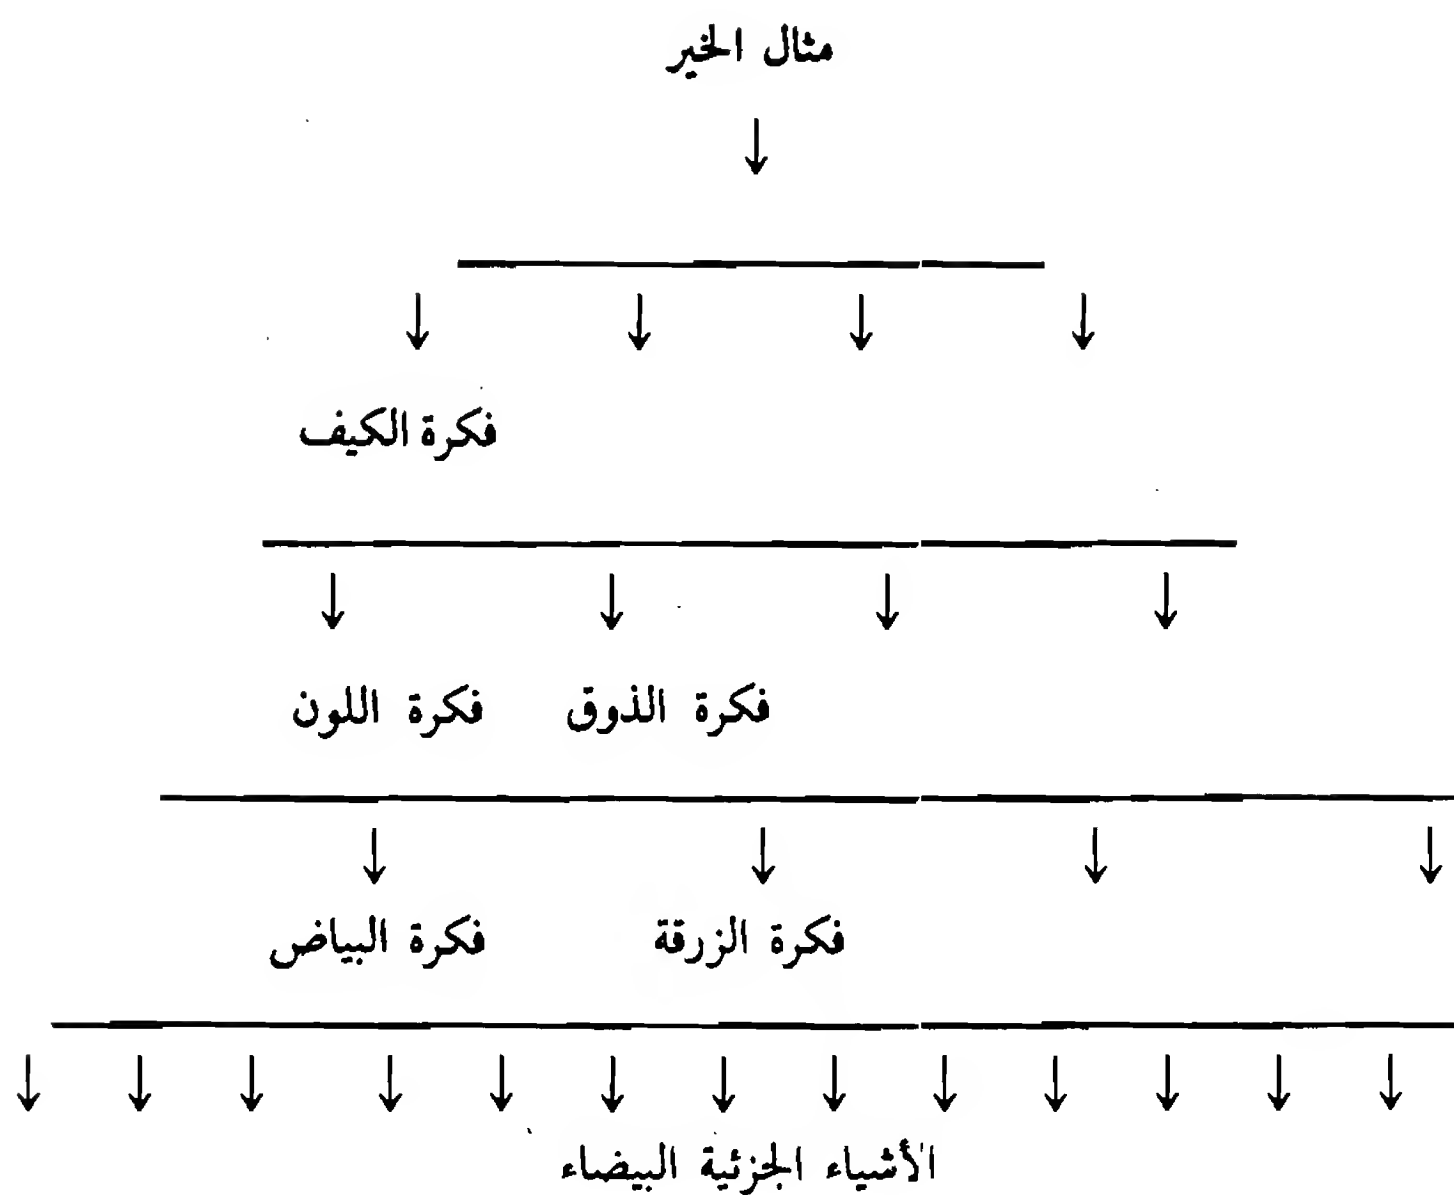 مثال الخير
فكرة الكيف
فكرة الذوق فكرة اللون
فكرة الزرقة فكرة البياض
الأشياء الجزئية البيضاء